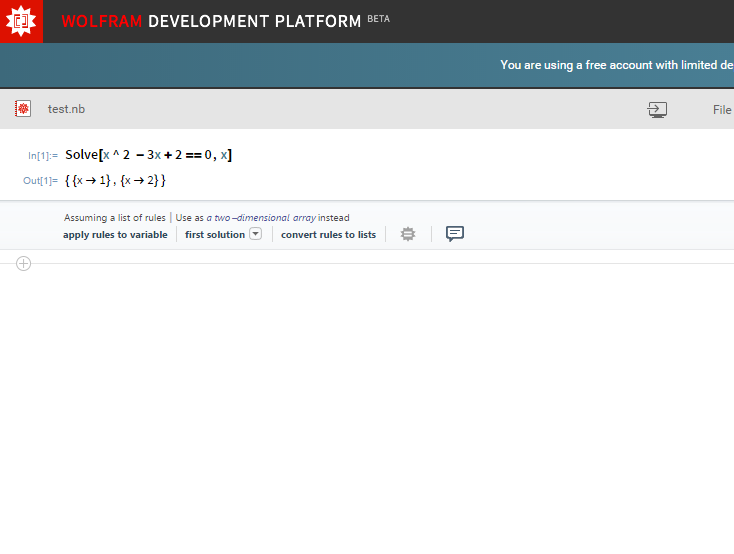 WOLFRAM DEVELOPMENT PLATFORM BETA
You are using a free account with limited de
test.nb File
In[1]:= Solve[x ^ 2 − 3x + 2 == 0, x]
Out[1]= {{x → 1}, {x → 2}}
Assuming a list of rules | Use as a two–dimensional array instead
apply rules to variable first solution convert rules to lists